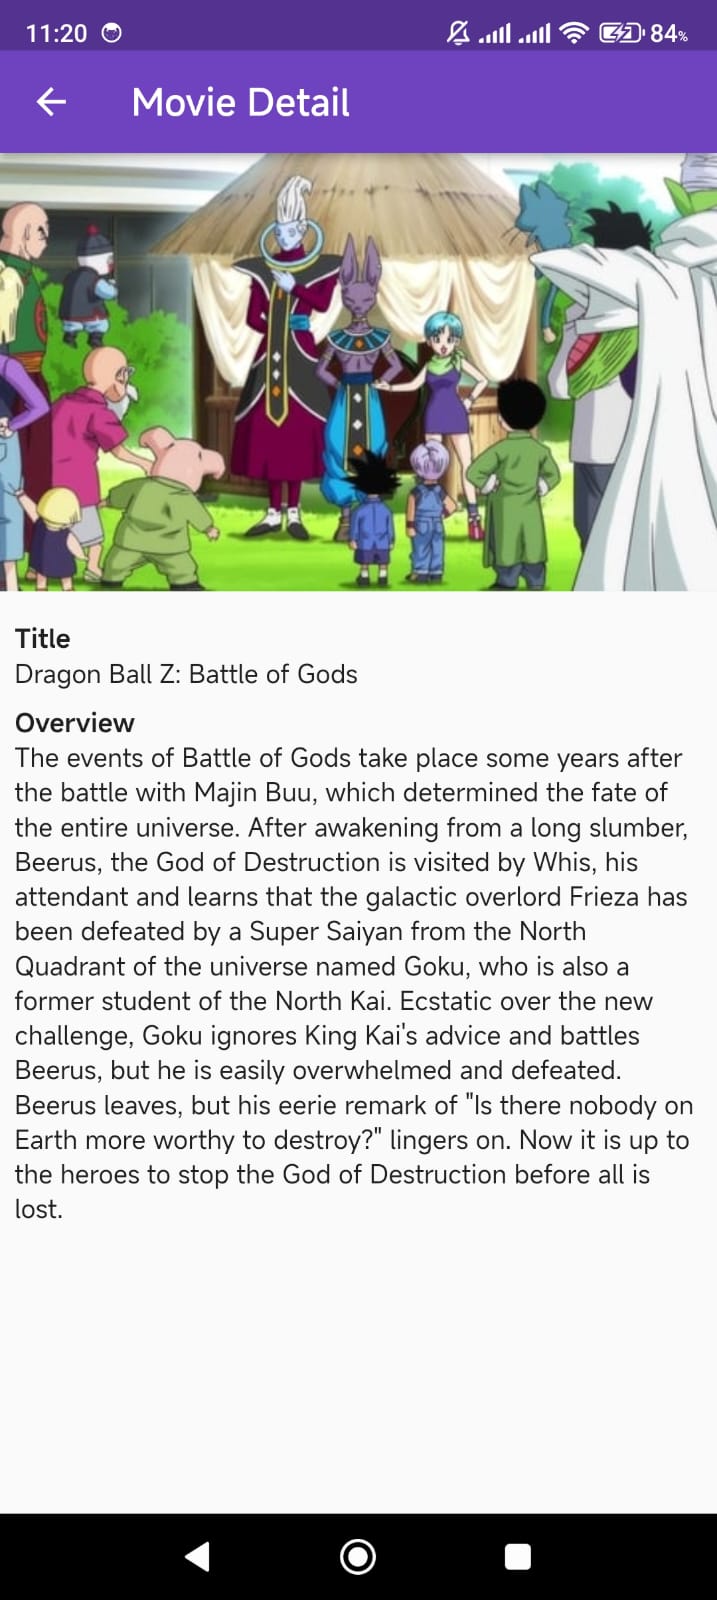 11:20
84%
Movie Detail
Title
Dragon Ball Z: Battle of Gods
Overview
The events of Battle of Gods take place some years after
the battle with Majin Buu, which determined the fate of
the entire universe. After awakening from a long slumber,
Beerus, the God of Destruction is visited by Whis, his
attendant and learns that the galactic overlord Frieza has
been defeated by a Super Saiyan from the North
Quadrant of the universe named Goku, who is also a
former student of the North Kai. Ecstatic over the new
challenge, Goku ignores King Kai's advice and battles
Beerus, but he is easily overwhelmed and defeated.
Beerus leaves, but his eerie remark of "Is there nobody on
Earth more worthy to destroy?" lingers on. Now it is up to
the heroes to stop the God of Destruction before all is
lost.